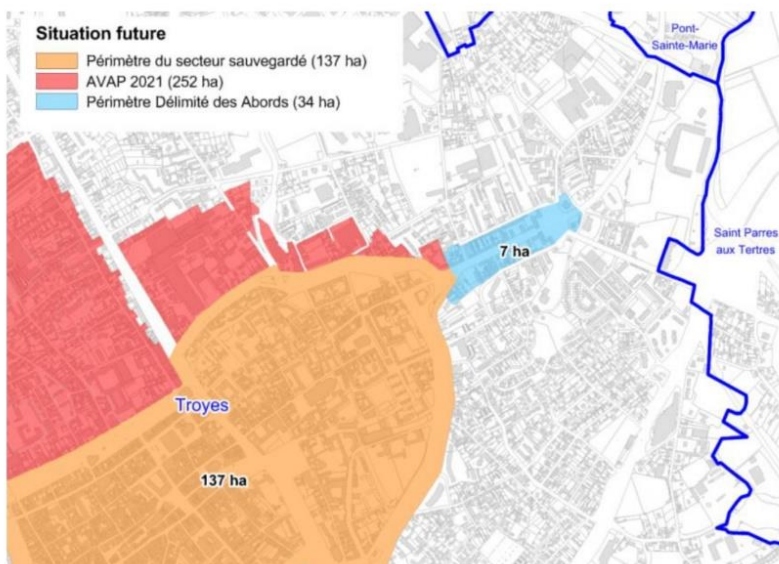 Situation future
Périmètre du secteur sauvegardé (137 ha)
AVAP 2021 (252 ha)
Périmètre Délimité des Abords (34 ha)
Pont-
Sainte-Marie
Saint Parres
aux Tertres
7 ha
Troyes
137 ha